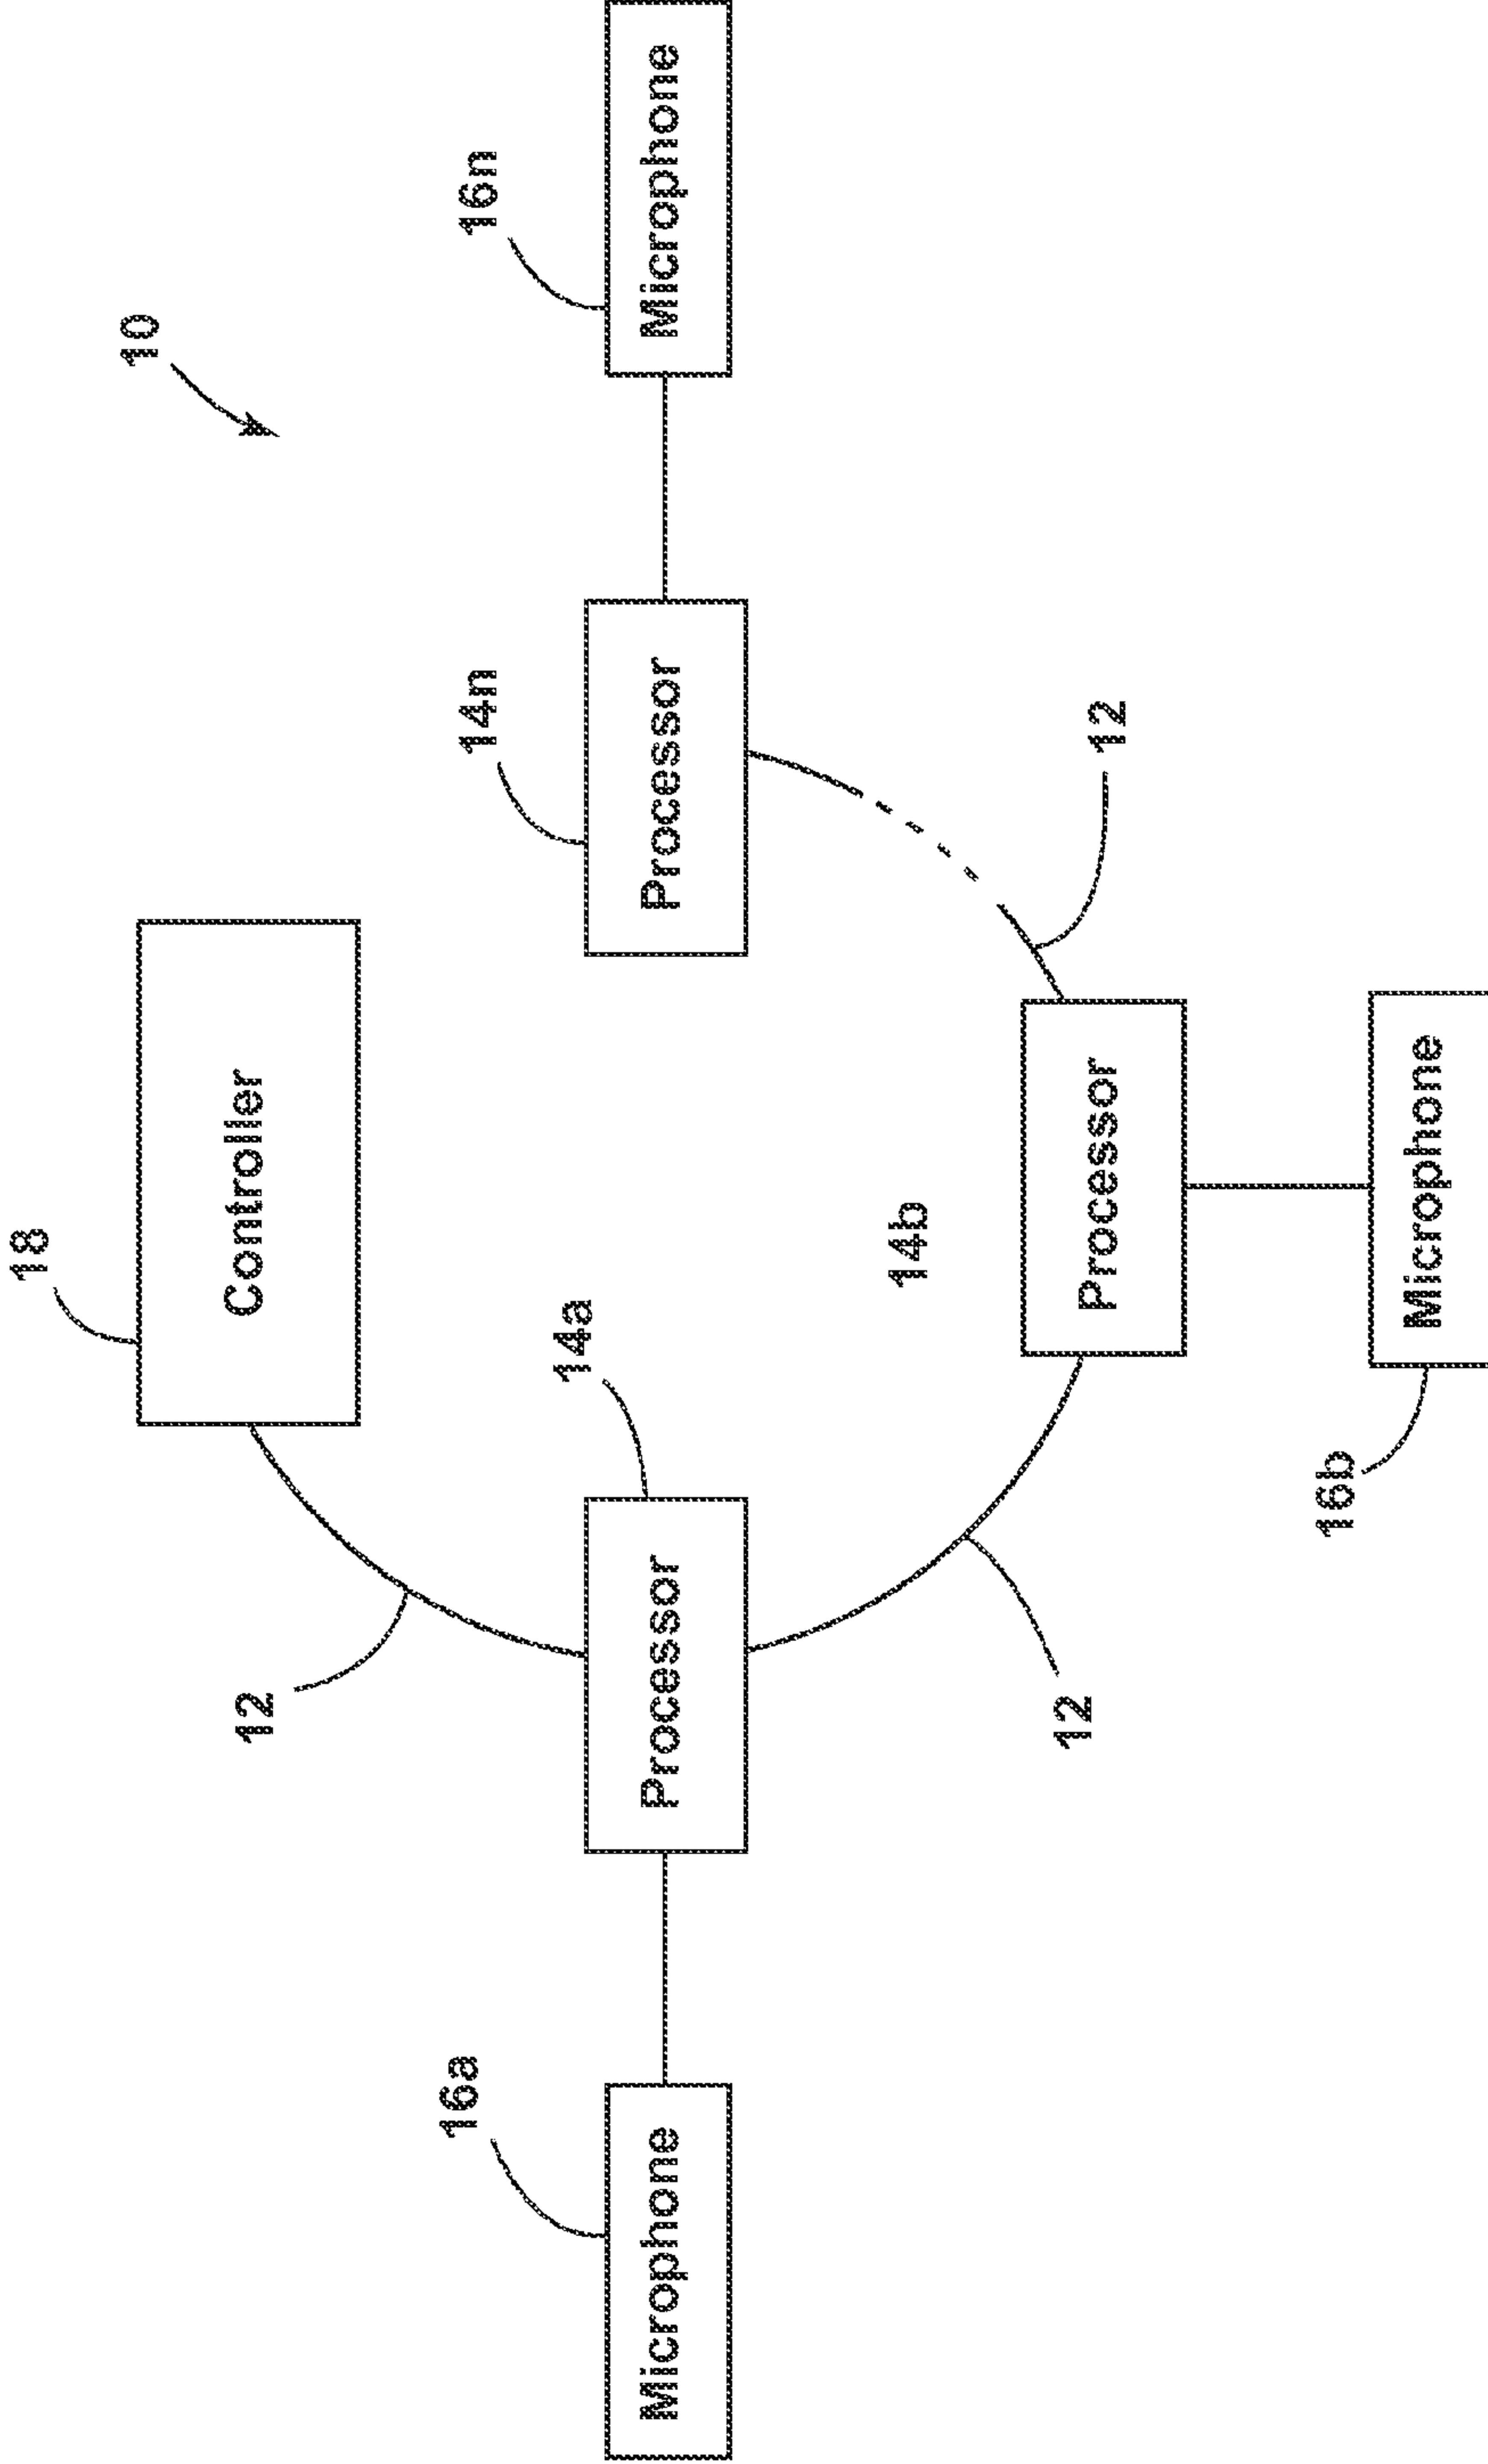 18
10
12
Controller
16a
14n
16n
14a
Microphone
Processor
Processor
Microphone
14b
12
Processor
12
16b
Microphone